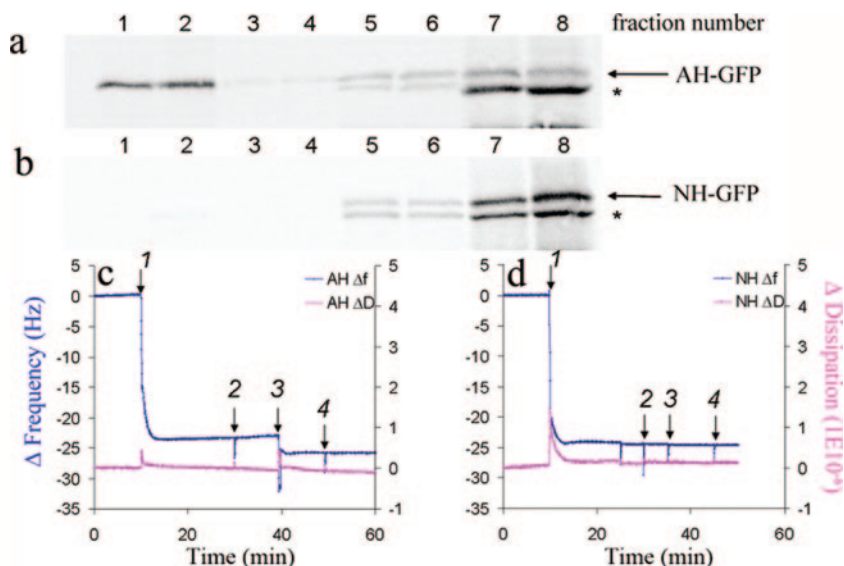 1 2 3 4 5 6 7 8 fraction number
a
AH-GFP
*
1 2 3 4 5 6 7 8
b
NH-GFP
*
c
1
AH Δf
AH ΔD
2 3 4
5 0 -5 -10 -15 -20 -25 -30 -35
5 4 3 2 1 0 -1
0 20 40 60
Δ Frequency (Hz)
Time (min)
d
1
NH Δf
NH ΔD
2 3 4
5 0 -5 -10 -15 -20 -25 -30 -35
5 4 3 2 1 0 -1
0 20 40 60
Δ Dissipation (1E10⁻⁶)
Time (min)